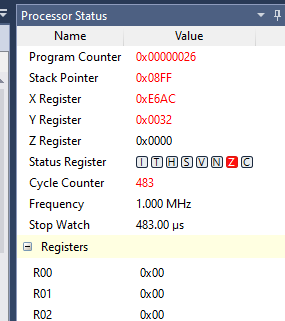 Processor Status
Name Value
Program Counter 0x00000026
Stack Pointer 0x08FF
X Register 0xE6AC
Y Register 0x0032
Z Register 0x0000
Status Register I T H S V N Z C
Cycle Counter 483
Frequency 1.000 MHz
Stop Watch 483.00 µs
Registers
R00 0x00
R01 0x00
R02 0x00